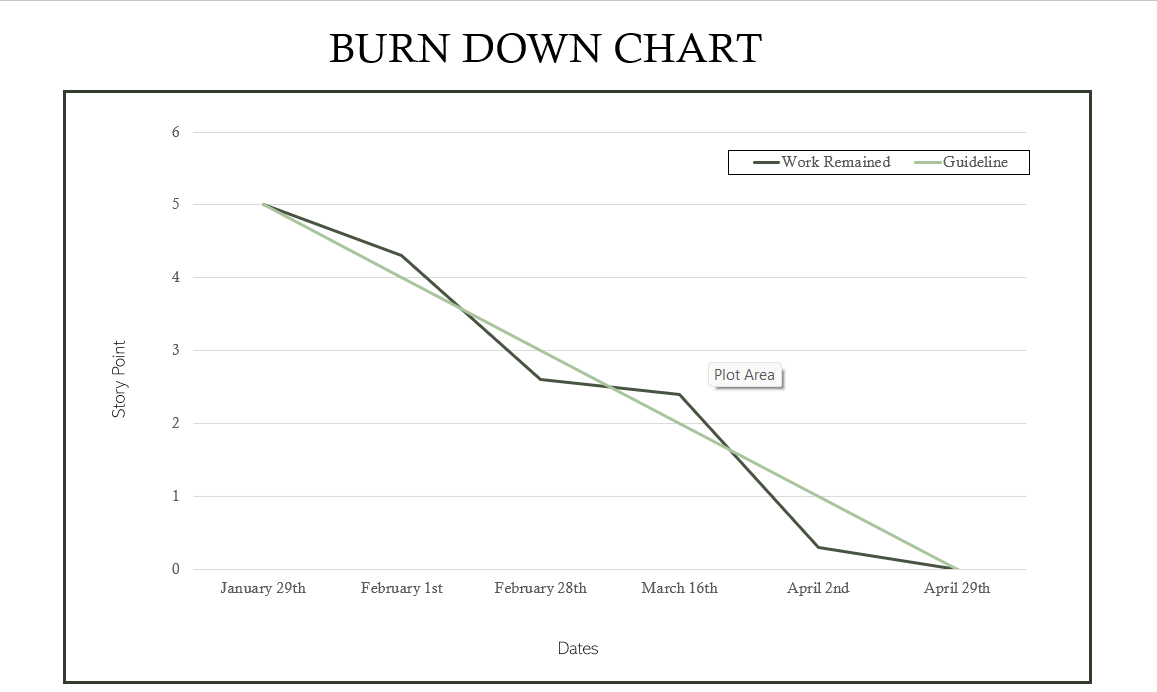 BURN DOWN CHART
6
Work Remained Guideline
5
4
3
Plot Area
Story Point
2
1
0
January 29th February 1st February 28th March 16th April 2nd April 29th
Dates